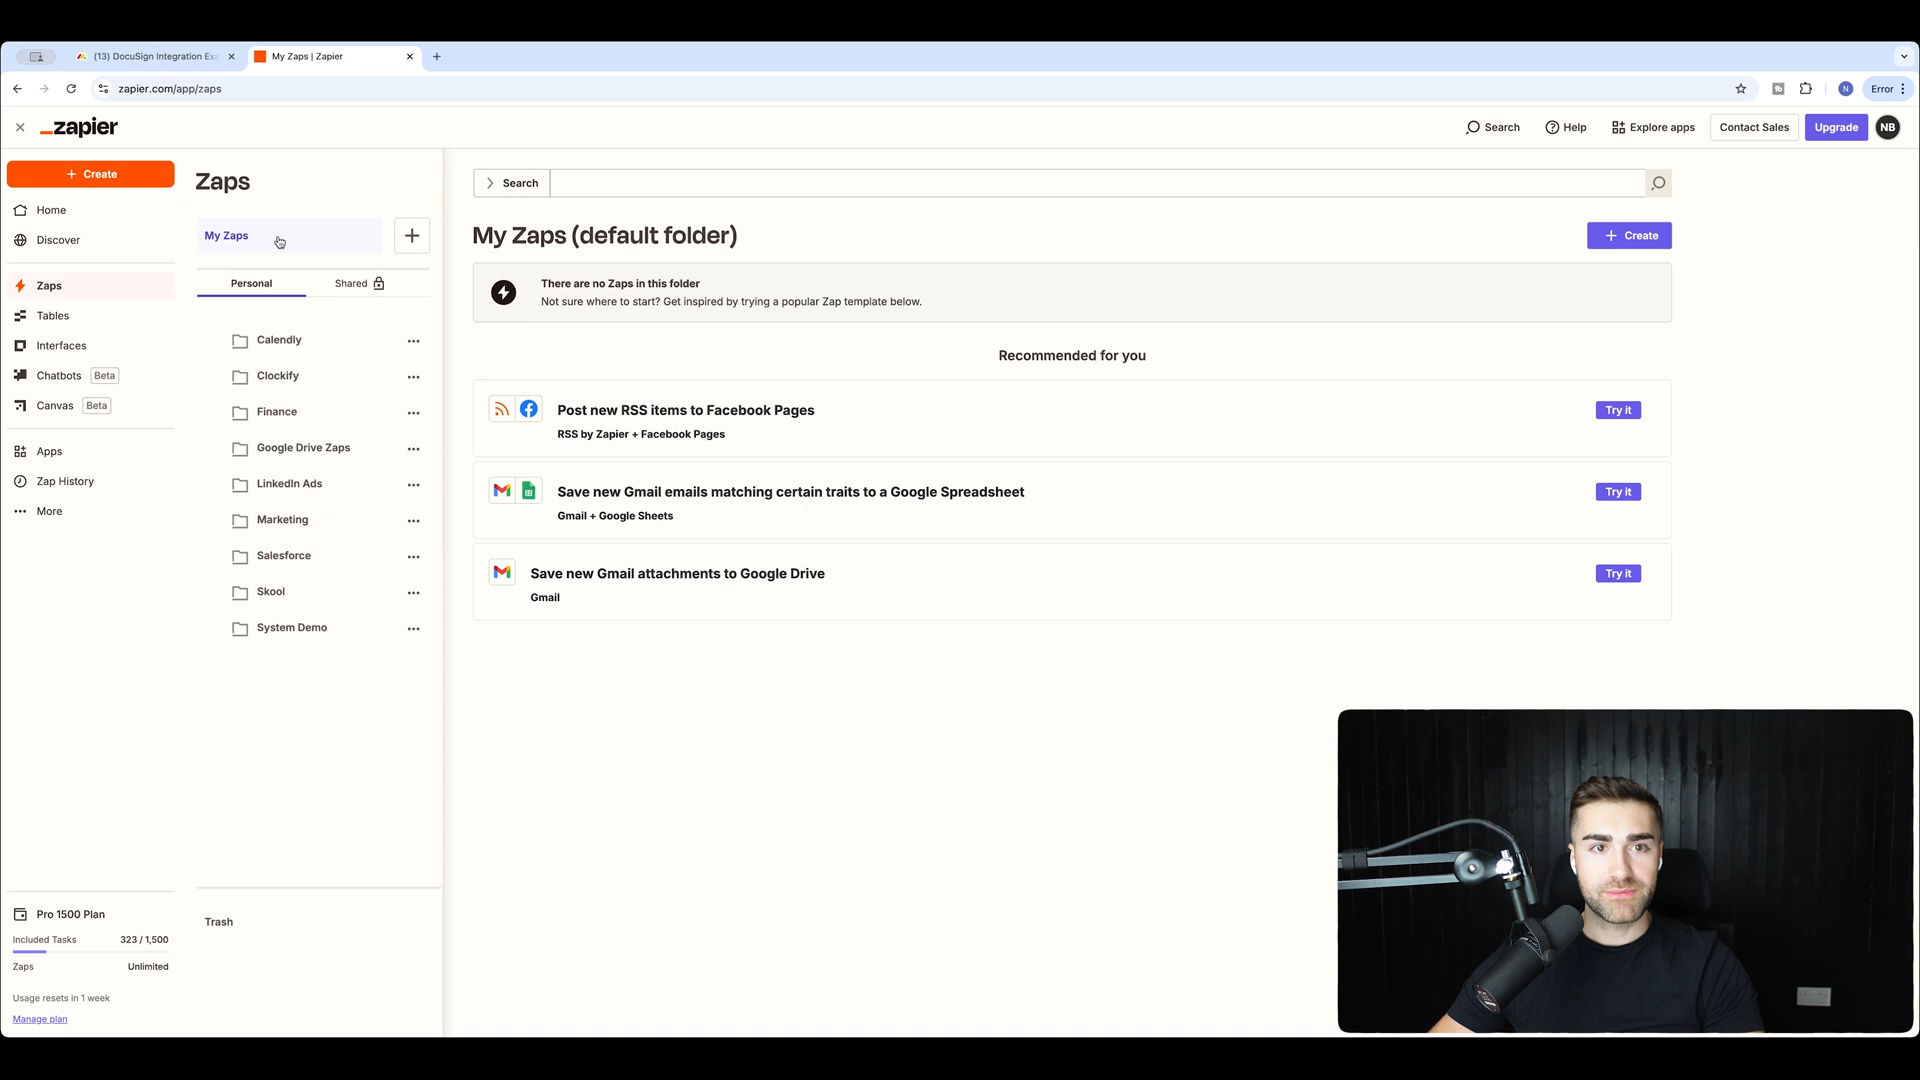 (13) DocuSign Integration Exa
My Zaps | Zapier
zapier.com/app/zaps
Error
zapier
Search
Help
Explore apps
Contact Sales
Upgrade
NB
Create
Home
Discover
Zaps
Tables
Interfaces
Chatbots Beta
Canvas Beta
Apps
Zap History
More
Pro 1500 Plan
Included Tasks 323 / 1,500
Zaps Unlimited
Usage resets in 1 week
Manage plan
Zaps
My Zaps
Personal
Shared
Calendly
Clockify
Finance
Google Drive Zaps
LinkedIn Ads
Marketing
Salesforce
Skool
System Demo
Trash
Search
My Zaps (default folder)
Create
There are no Zaps in this folder
Not sure where to start? Get inspired by trying a popular Zap template below.
Recommended for you
Post new RSS items to Facebook Pages
RSS by Zapier + Facebook Pages
Try it
Save new Gmail emails matching certain traits to a Google Spreadsheet
Gmail + Google Sheets
Try it
Save new Gmail attachments to Google Drive
Gmail
Try it
N